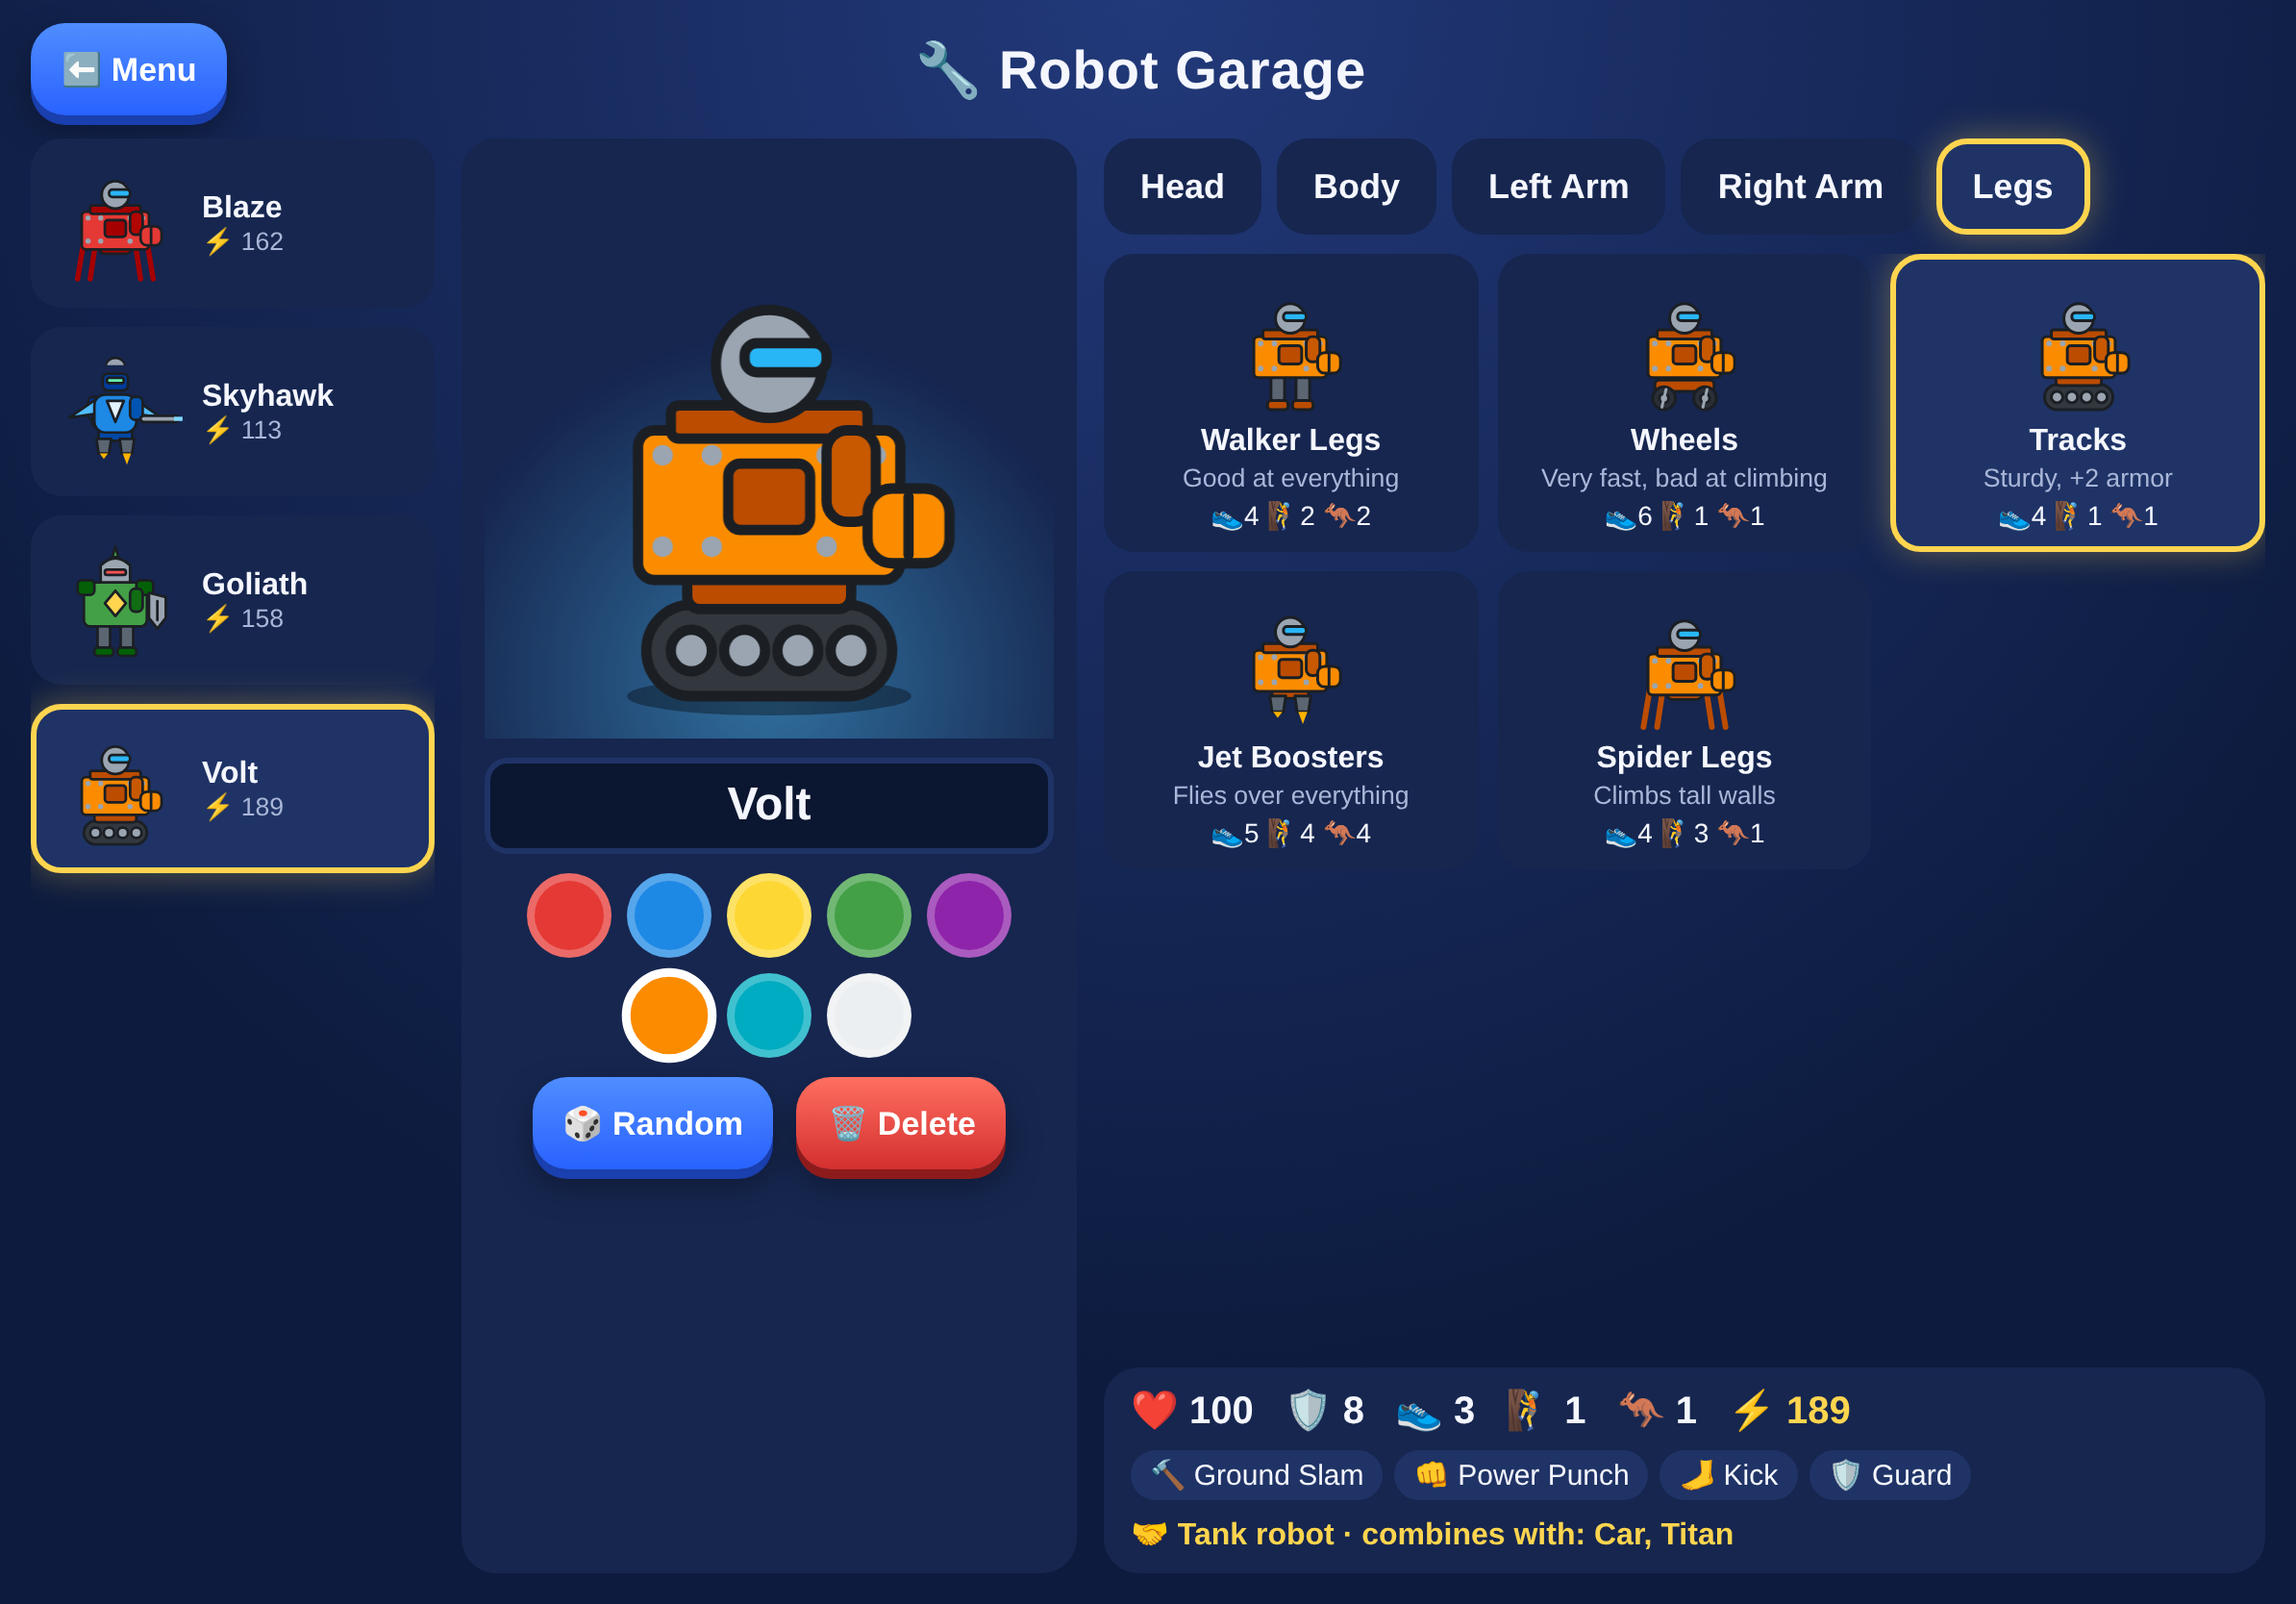 ⬅️ Menu
🔧 Robot Garage
Blaze
⚡ 162
Skyhawk
⚡ 113
Goliath
⚡ 158
Volt
⚡ 189
Volt
🎲 Random
🗑️ Delete
Head
Body
Left Arm
Right Arm
Legs
Walker Legs
Good at everything
👟4 🧗2 🦘2
Wheels
Very fast, bad at climbing
👟6 🧗1 🦘1
Tracks
Sturdy, +2 armor
👟4 🧗1 🦘1
Jet Boosters
Flies over everything
👟5 🧗4 🦘4
Spider Legs
Climbs tall walls
👟4 🧗3 🦘1
❤️ 100 🛡️ 8 👟 3 🧗 1 🦘 1 ⚡ 189
🔨 Ground Slam
👊 Power Punch
🦶 Kick
🛡️ Guard
🤝 Tank robot · combines with: Car, Titan